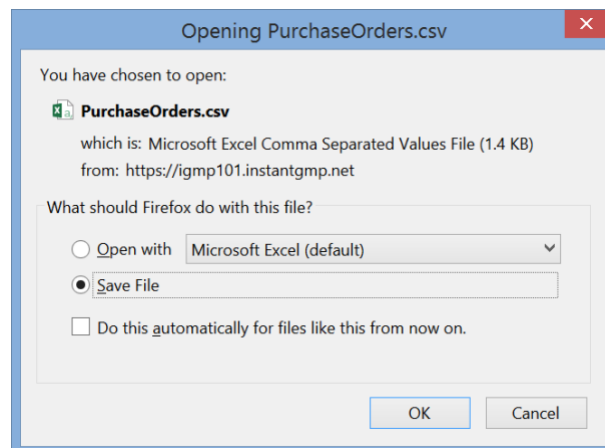 Opening PurchaseOrders.csv
You have chosen to open:
PurchaseOrders.csv
which is: Microsoft Excel Comma Separated Values File (1.4 KB)
from: https://igmp101.instantgmp.net
What should Firefox do with this file?
Open with Microsoft Excel (default)
Save File
Do this automatically for files like this from now on.
OK Cancel